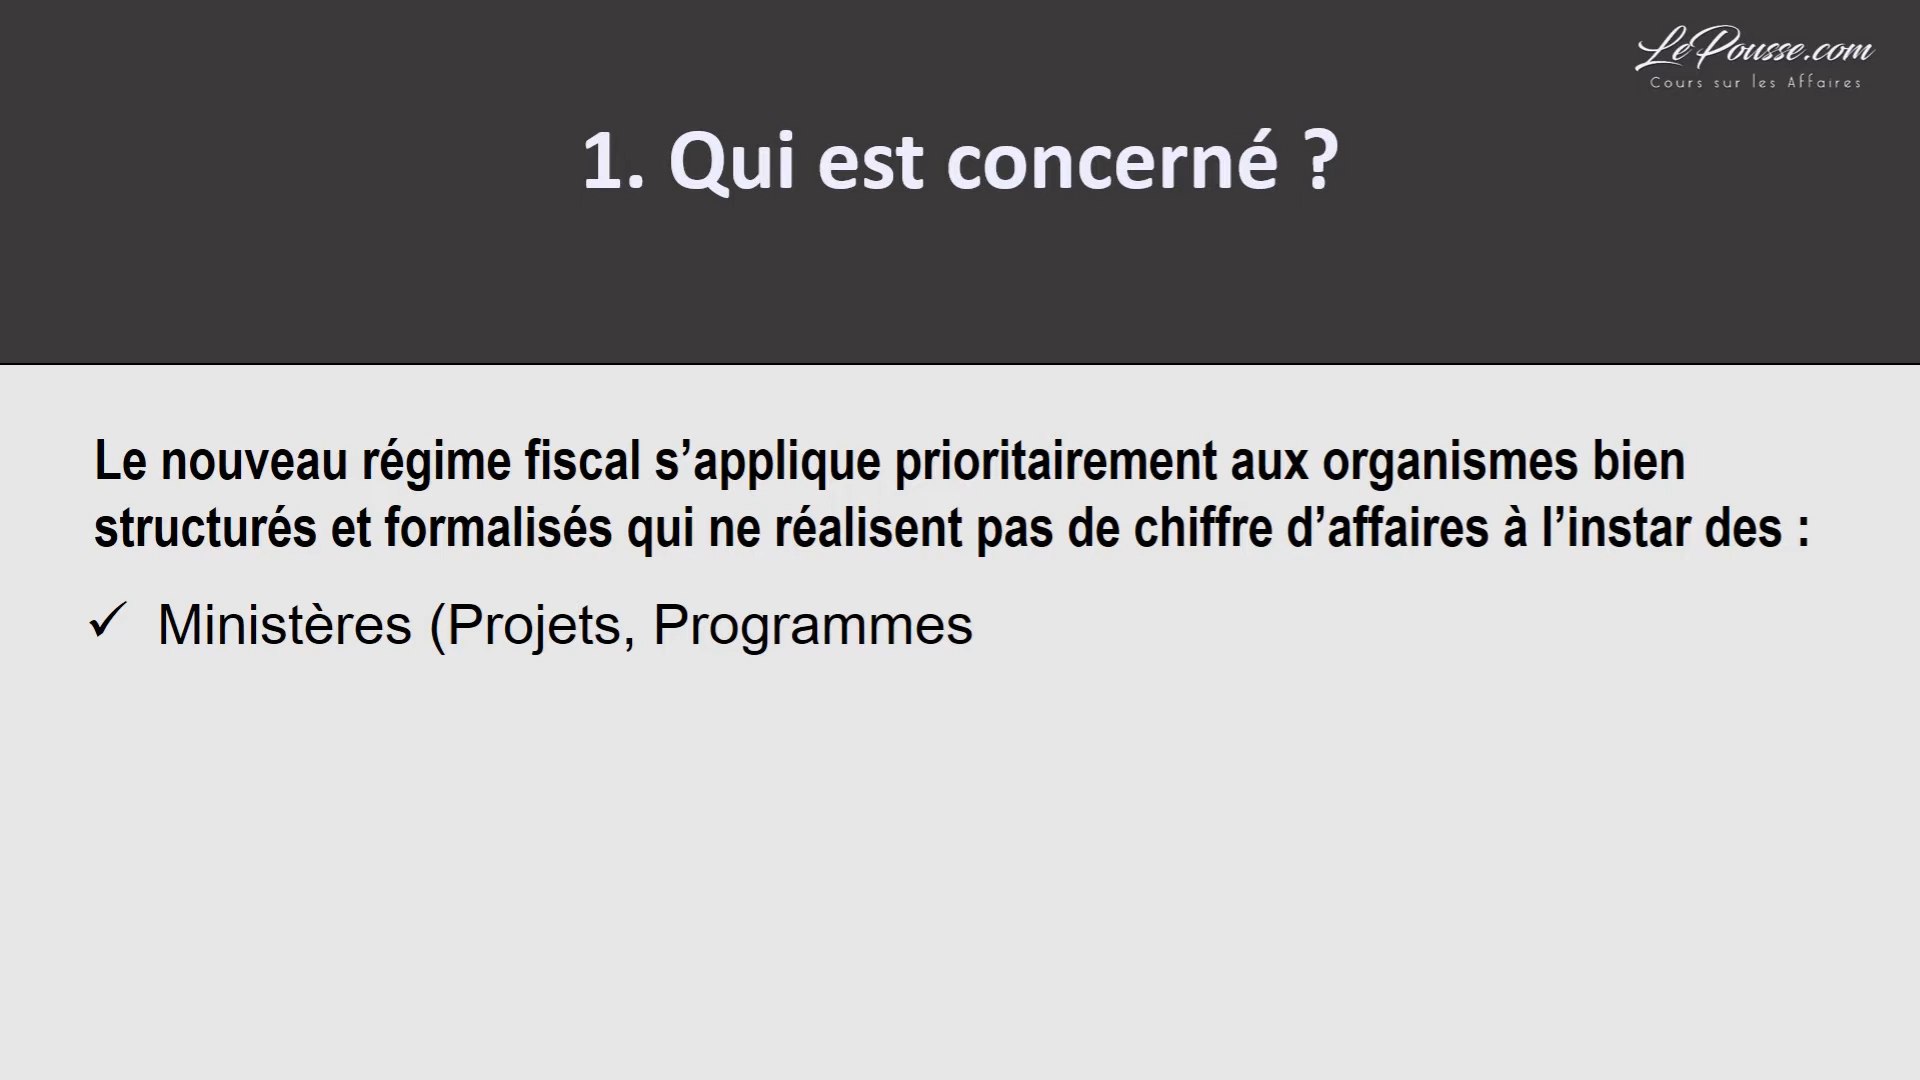 LePousse.com
Cours sur les Affaires
1. Qui est concerné ?
Le nouveau régime fiscal s’applique prioritairement aux organismes bien
structurés et formalisés qui ne réalisent pas de chiffre d’affaires à l’instar des :
✓ Ministères (Projets, Programmes